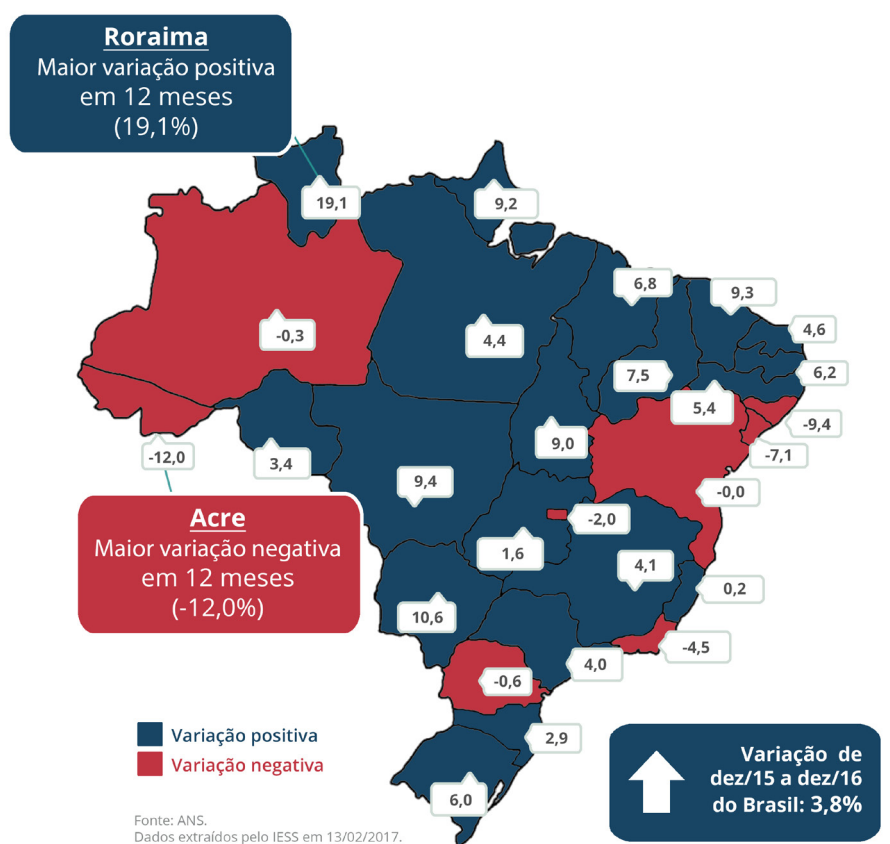 Roraima
Maior variação positiva
em 12 meses
(19,1%)
19,1
9,2
6,8
9,3
-0,3
4,4
4,6
7,5
6,2
5,4
-9,4
-12,0
3,4
9,0
-7,1
9,4
-0,0
Acre
Maior variação negativa
em 12 meses
(-12,0%)
-2,0
1,6
4,1
0,2
10,6
-4,5
4,0
-0,6
Variação positiva
Variação negativa
2,9
6,0
Variação de
dez/15 a dez/16
do Brasil: 3,8%
Fonte: ANS.
Dados extraídos pelo IESS em 13/02/2017.